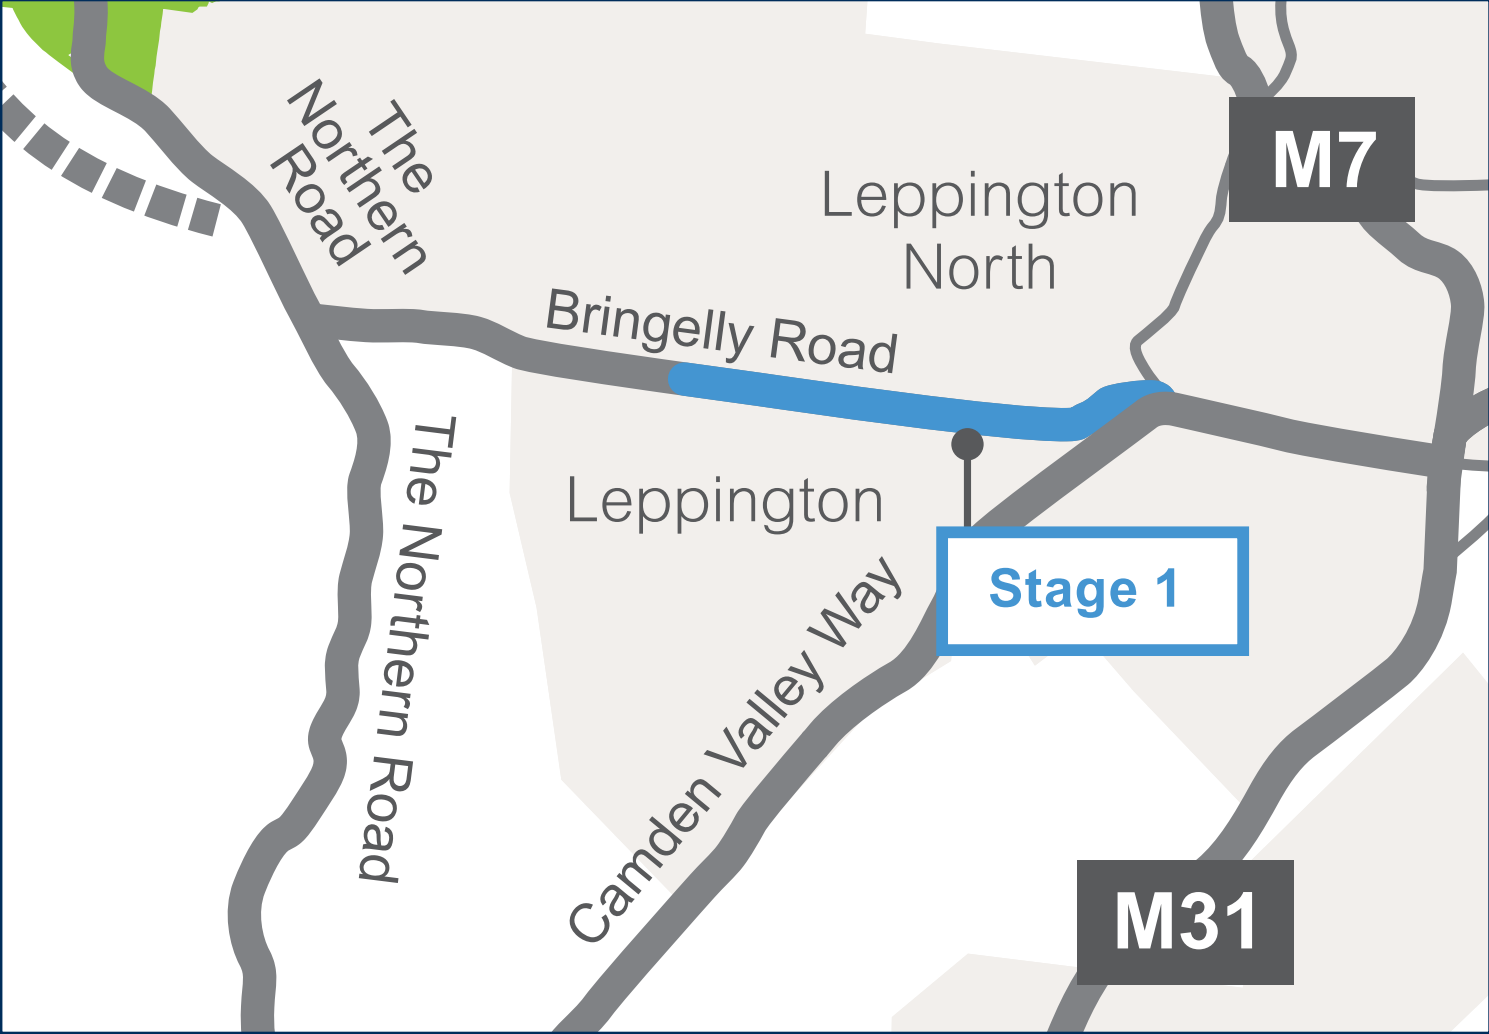 The
Northern
Road
M7
Leppington
North
Bringelly Road
The Northern Road
Leppington
Stage 1
Camden Valley Way
M31